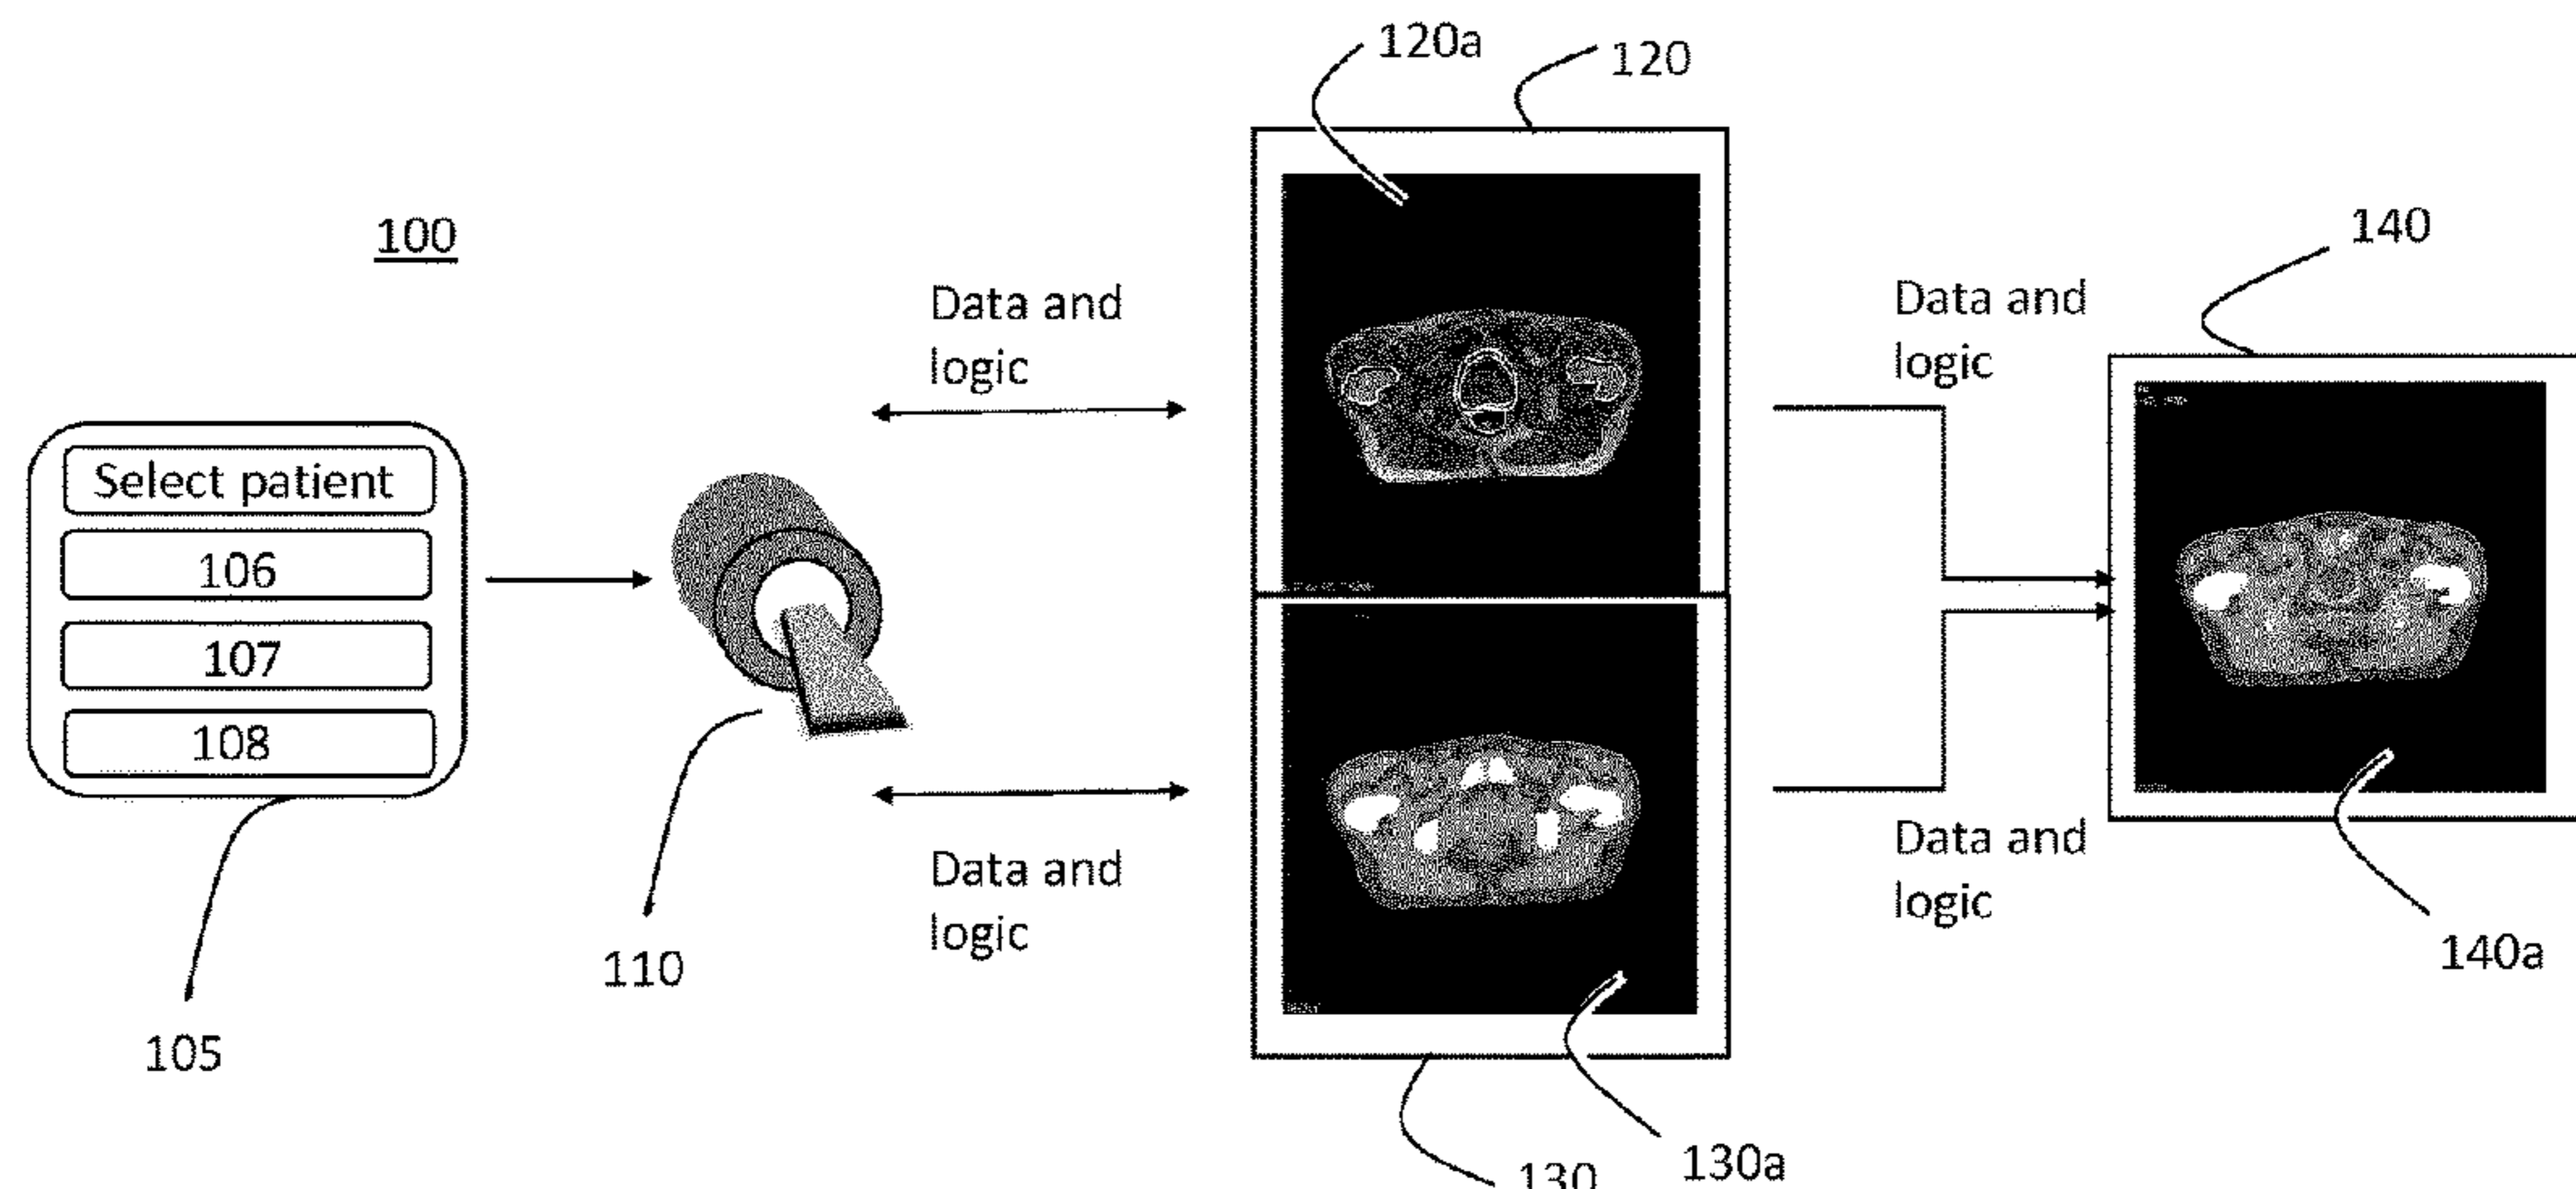 120a
120
100
140
Data and
logic
Data and
logic
Select patient
106
107
108
Data and
logic
Data and
logic
110
140a
105
130a
130